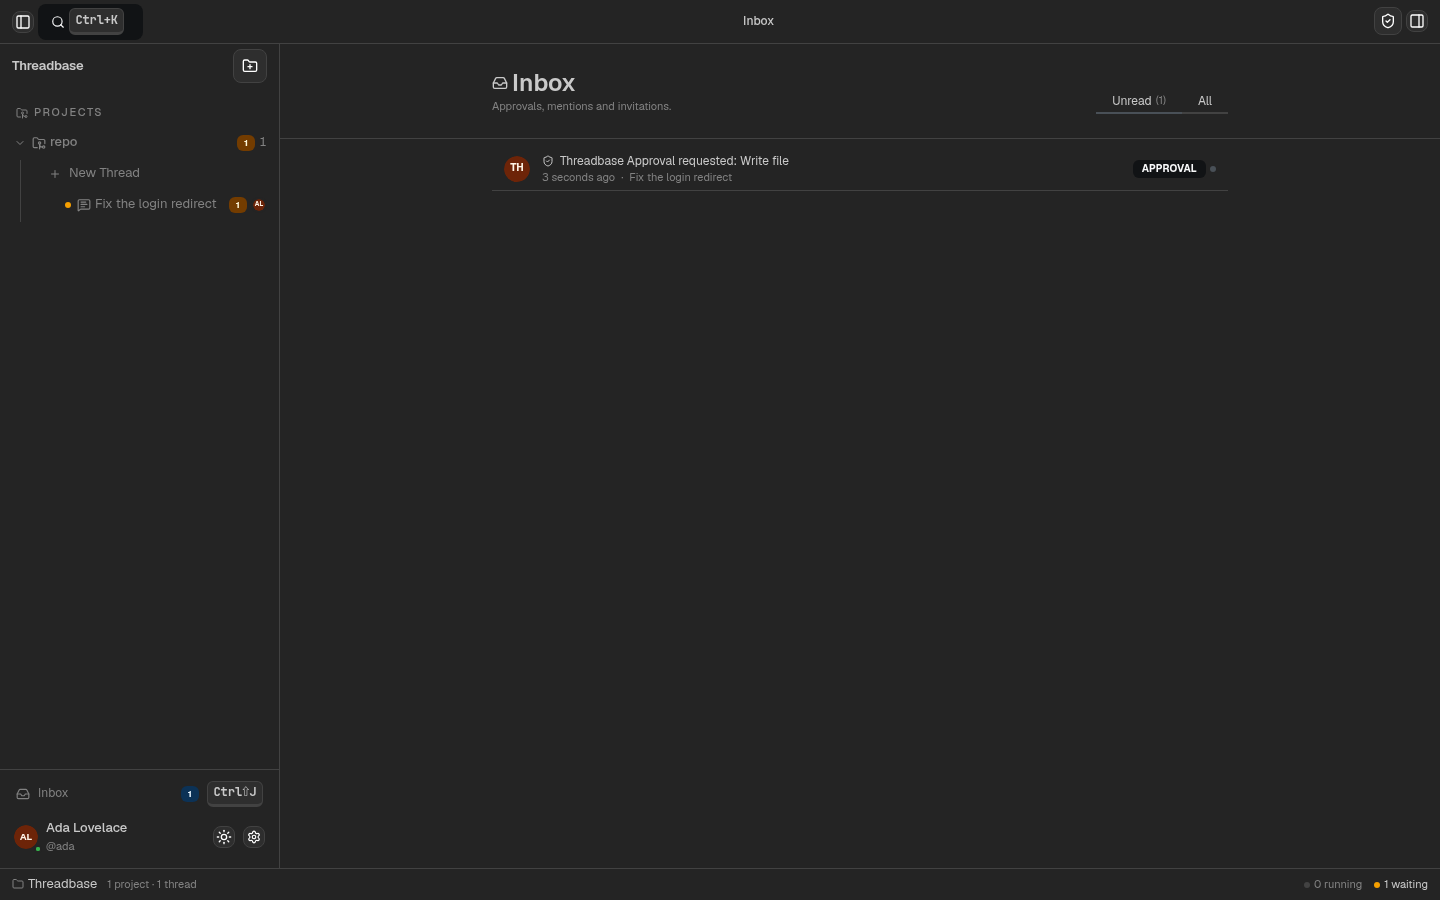 Ctrl+K
Inbox
Threadbase
PROJECTS
repo 1 1
New Thread
Fix the login redirect 1 AL
Inbox
Approvals, mentions and invitations.
Unread (1) All
TH Threadbase Approval requested: Write file
3 seconds ago · Fix the login redirect
APPROVAL
Inbox 1 Ctrl⇧J
AL Ada Lovelace
@ada
Threadbase 1 project · 1 thread
0 running 1 waiting